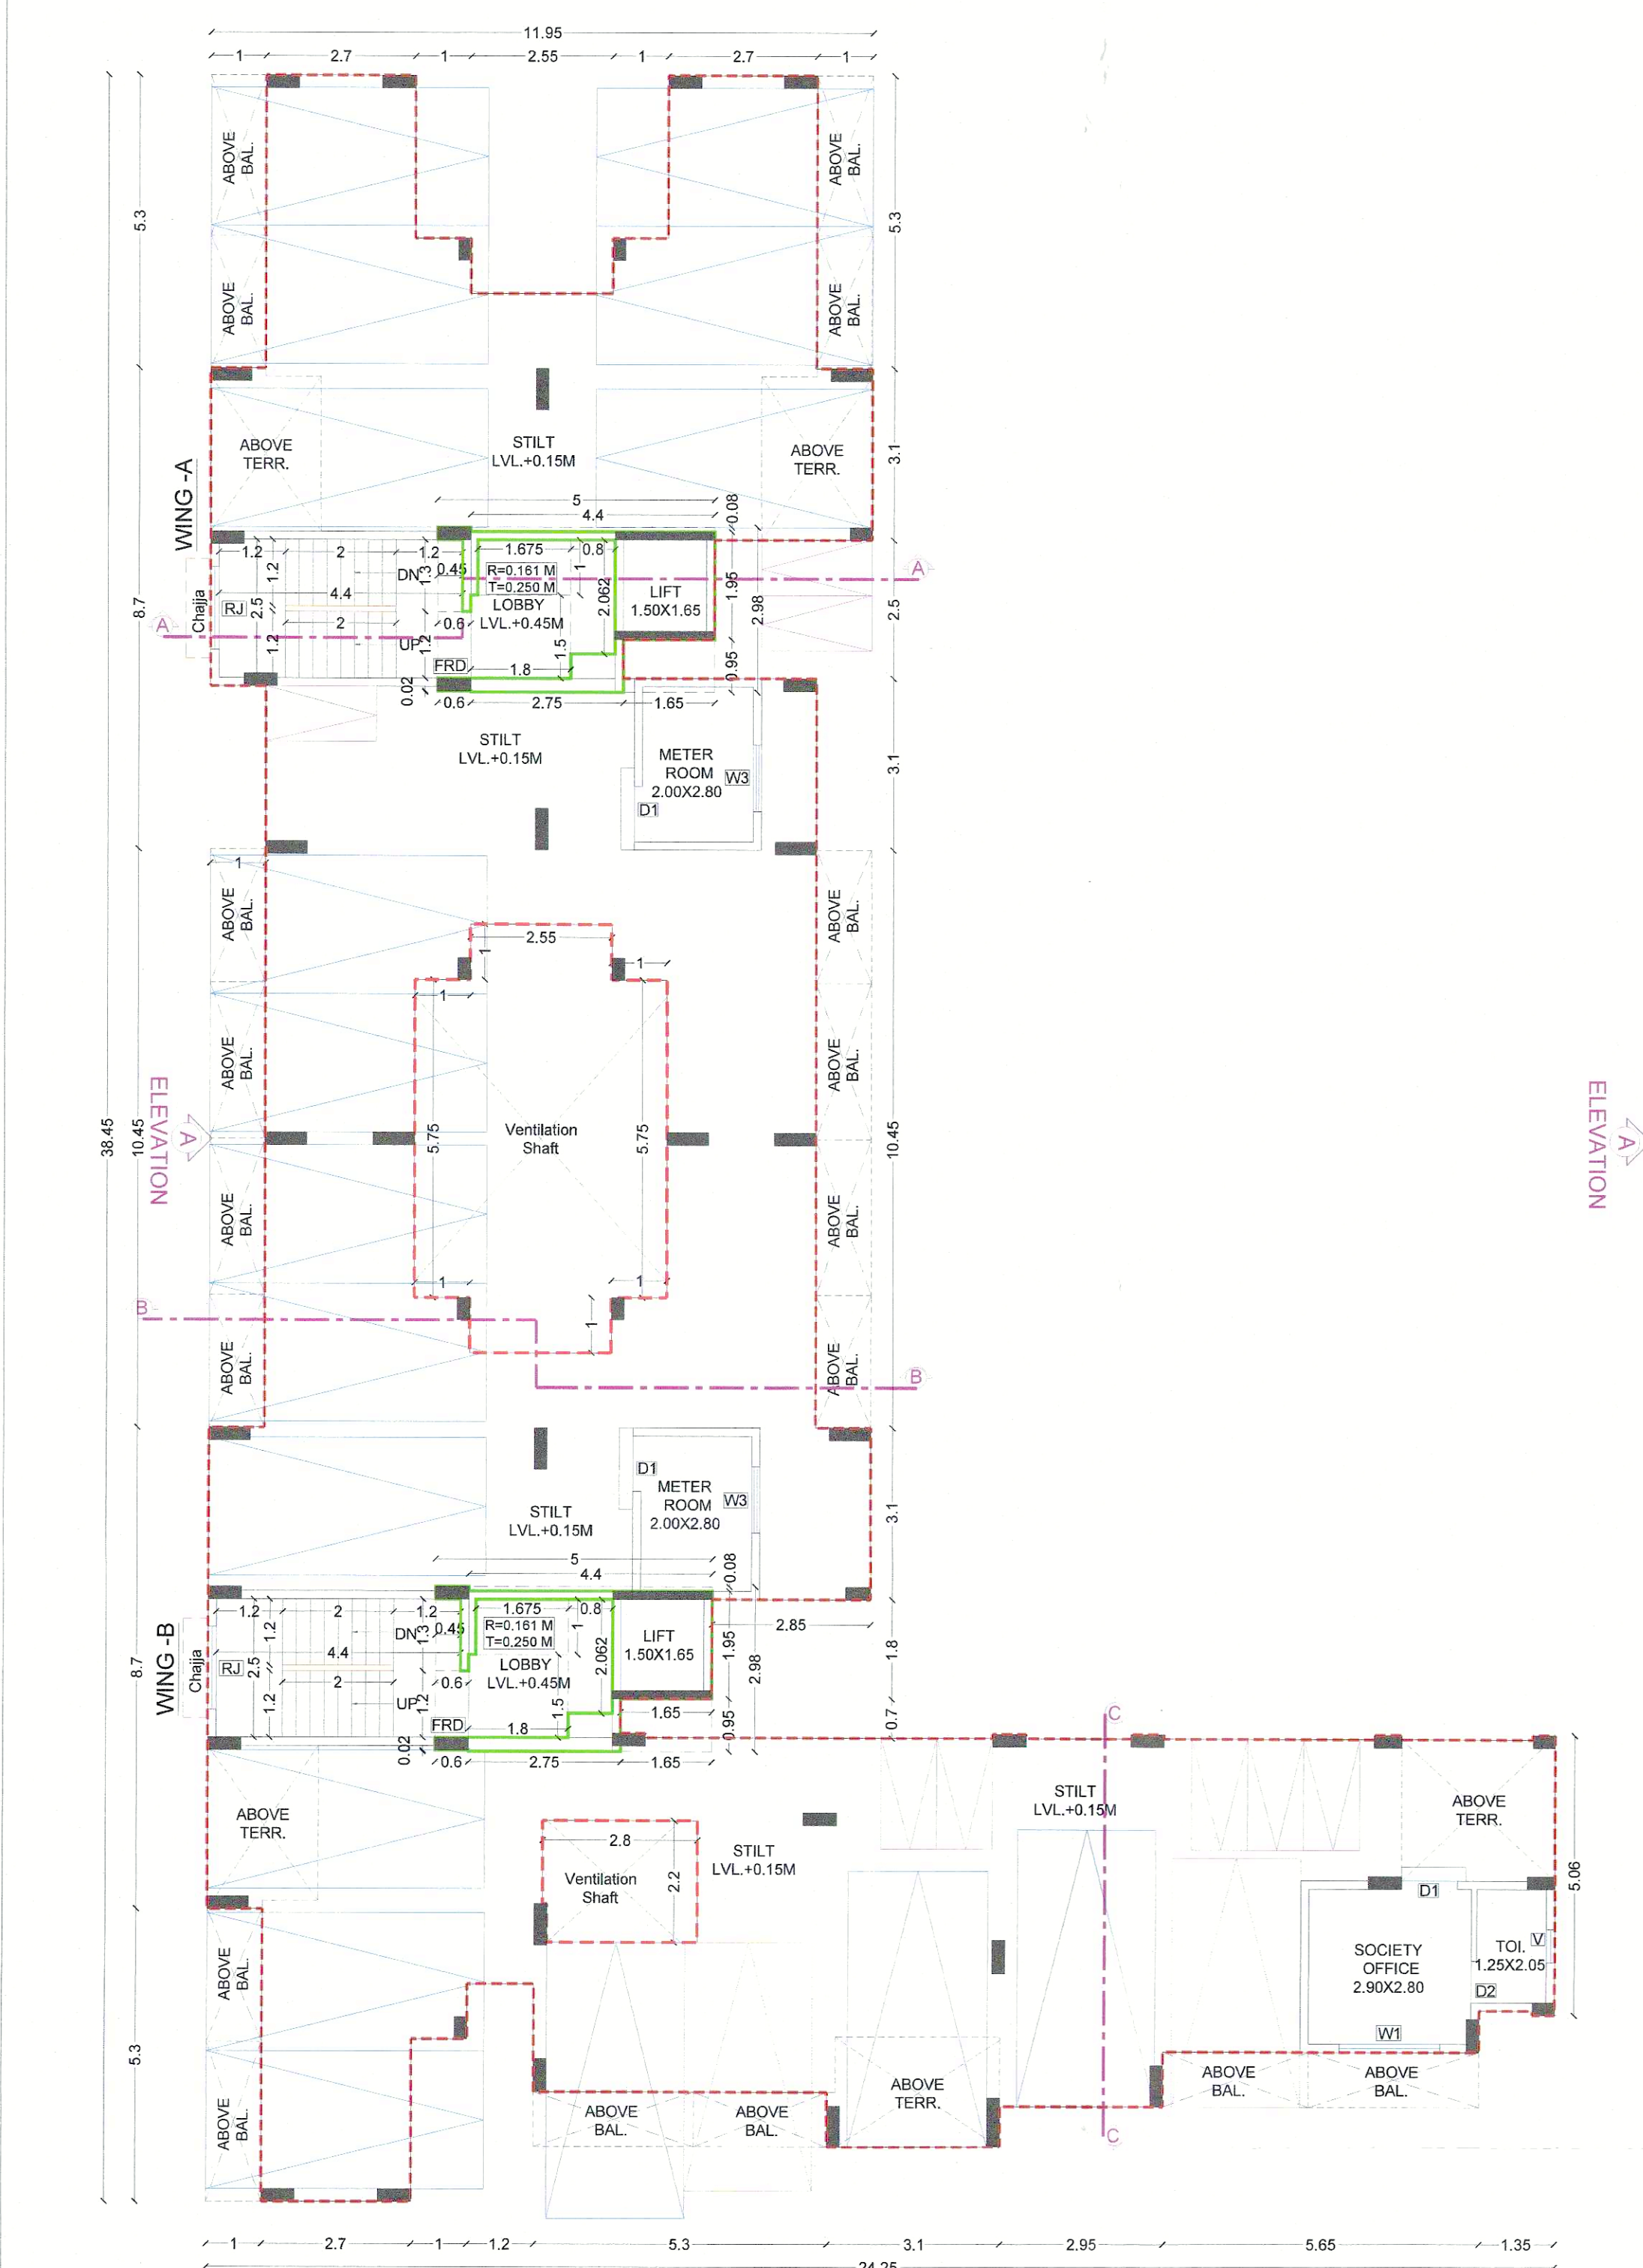 11.95
1 2.7 1 2.55 1 2.7 1
ABOVE
BAL.
ABOVE
BAL.
5.3
5.3
ABOVE
BAL.
ABOVE
BAL.
WING -A
ABOVE
TERR.
STILT
LVL.+0.15M
ABOVE
TERR.
3.1
5
4.4
0.08
1.2 2 1.2
1.675 0.8
1.2
DN
1.3
0.45
1
R=0.161 M
T=0.250 M
4.4
LOBBY
LVL.+0.45M
2.062
LIFT
1.50X1.65
1.95
2.98
2.5
A
A
8.7
Chajja
RJ
2.5
2
0.6
1.2
UP
1.2
1.5
FRD
1.8
0.95
0.02
0.6 2.75 1.65
STILT
LVL.+0.15M
METER
ROOM
2.00X2.80
W3
D1
3.1
1
ABOVE
BAL.
ABOVE
BAL.
2.55
1
1
1
ABOVE
BAL.
ABOVE
BAL.
ELEVATION
A
38.45
10.45
5.75
Ventilation
Shaft
5.75
10.45
ELEVATION
A
ABOVE
BAL.
ABOVE
BAL.
1
1
1
B
B
ABOVE
BAL.
ABOVE
BAL.
D1
METER
ROOM
2.00X2.80
W3
STILT
LVL.+0.15M
3.1
5
4.4
0.08
WING -B
1.2 2 1.2
1.675 0.8
1.2
DN
1.3
0.45
1
R=0.161 M
T=0.250 M
4.4
LOBBY
LVL.+0.45M
2.062
LIFT
1.50X1.65
1.95
2.98
2.85
1.8
8.7
Chajja
RJ
2.5
2
0.6
1.2
UP
1.2
1.5
1.65
FRD
1.8
0.95
0.7
0.02
0.6 2.75 1.65
C
ABOVE
TERR.
STILT
LVL.+0.15M
ABOVE
TERR.
2.8
Ventilation
Shaft
2.2
STILT
LVL.+0.15M
5.06
D1
SOCIETY
OFFICE
2.90X2.80
TOI.
1.25X2.05
V
D2
W1
ABOVE
BAL.
5.3
ABOVE
BAL.
ABOVE
BAL.
ABOVE
BAL.
ABOVE
TERR.
ABOVE
BAL.
ABOVE
BAL.
C
1 2.7 1 1.2 5.3 3.1 2.95 5.65 1.35
24.25